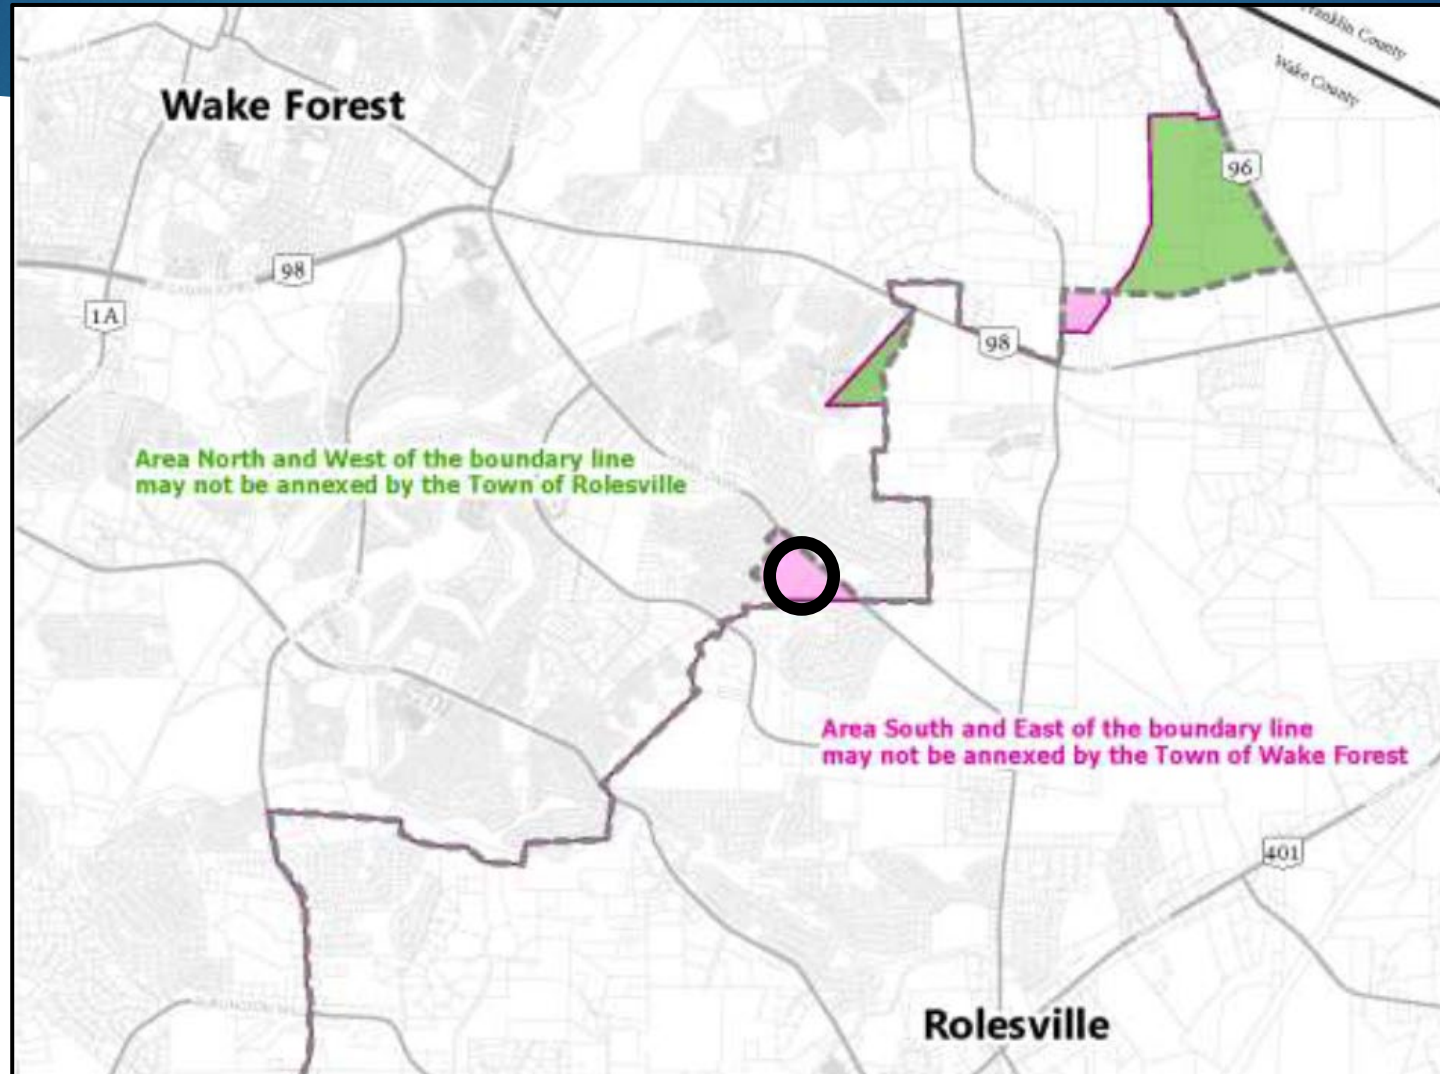 Franklin County
Wake County
Wake Forest
96
98
1A
98
Area North and West of the boundary line
may not be annexed by the Town of Rolesville
Area South and East of the boundary line
may not be annexed by the Town of Wake Forest
401
Rolesville